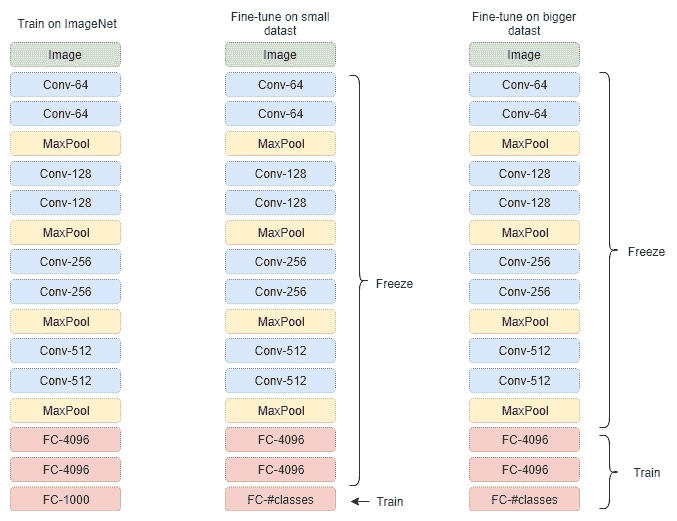 Train on ImageNet
Image
Conv-64
Conv-64
MaxPool
Conv-128
Conv-128
MaxPool
Conv-256
Conv-256
MaxPool
Conv-512
Conv-512
MaxPool
FC-4096
FC-4096
FC-1000
Fine-tune on small
datast
Image
Conv-64
Conv-64
MaxPool
Conv-128
Conv-128
MaxPool
Conv-256
Conv-256
MaxPool
Conv-512
Conv-512
MaxPool
FC-4096
FC-4096
FC-#classes
Freeze
Train
Fine-tune on bigger
datast
Image
Conv-64
Conv-64
MaxPool
Conv-128
Conv-128
MaxPool
Conv-256
Conv-256
MaxPool
Conv-512
Conv-512
MaxPool
FC-4096
FC-4096
FC-#classes
Freeze
Train